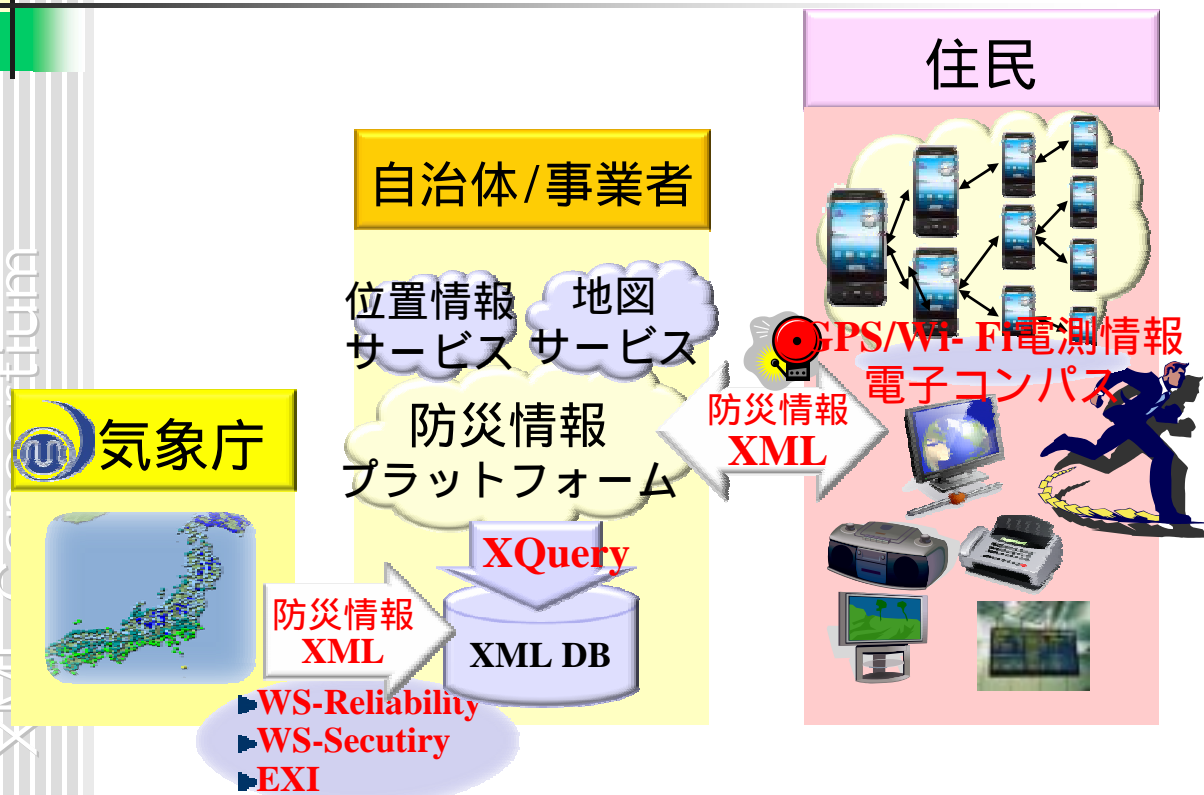 住民
自治体/事業者
位置情報
サービス
地図
サービス
GPS/Wi- Fi電測情報
電子コンパス
防災情報
プラットフォーム
防災情報
XML
気象庁
XQuery
防災情報
XML
XML DB
WS-Reliability
WS-Secutiry
EXI
XML Consortium